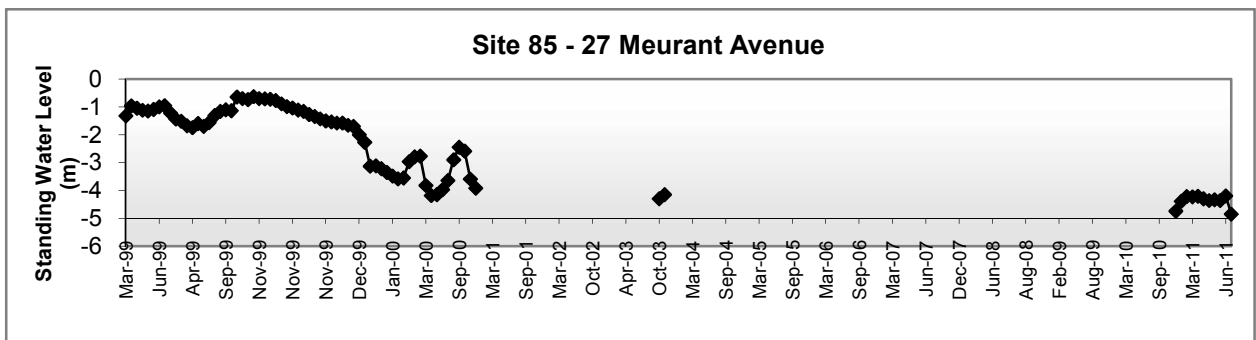 Site 85 - 27 Meurant Avenue
Standing Water Level
(m)
0
-1
-2
-3
-4
-5
-6
Mar-99
Jun-99
Apr-99
Sep-99
Nov-99
Nov-99
Nov-99
Dec-99
Jan-00
Mar-00
Sep-00
Mar-01
Sep-01
Mar-02
Oct-02
Apr-03
Oct-03
Mar-04
Sep-04
Mar-05
Sep-05
Mar-06
Sep-06
Mar-07
Jun-07
Dec-07
Jun-08
Aug-08
Feb-09
Aug-09
Mar-10
Sep-10
Mar-11
Jun-11